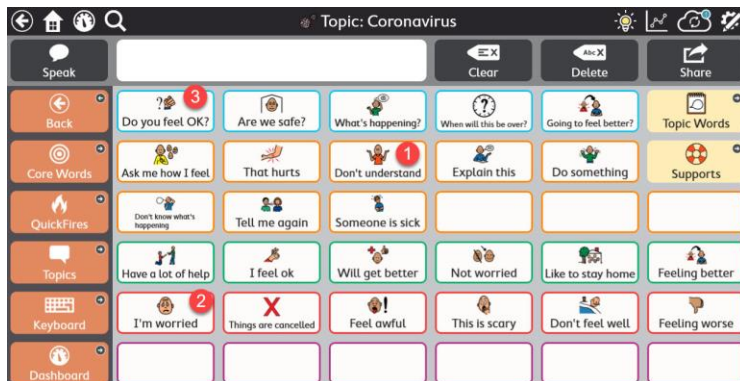 Topic: Coronavirus
Speak
Clear
Abc X
Delete
Share
Back
3
Do you feel OK?
Are we safe?
What's happening?
When will this be over?
Going to feel better?
Topic Words
Core Words
Ask me how I feel
That hurts
1
Don't understand
Explain this
Do something
Supports
QuickFires
Don't know what's
happening
Tell me again
Someone is sick
Topics
Have a lot of help
I feel ok
Will get better
Not worried
Like to stay home
Feeling better
Keyboard
2
I'm worried
X
Things are cancelled
Feel awful
This is scary
Don't feel well
Feeling worse
Dashboard